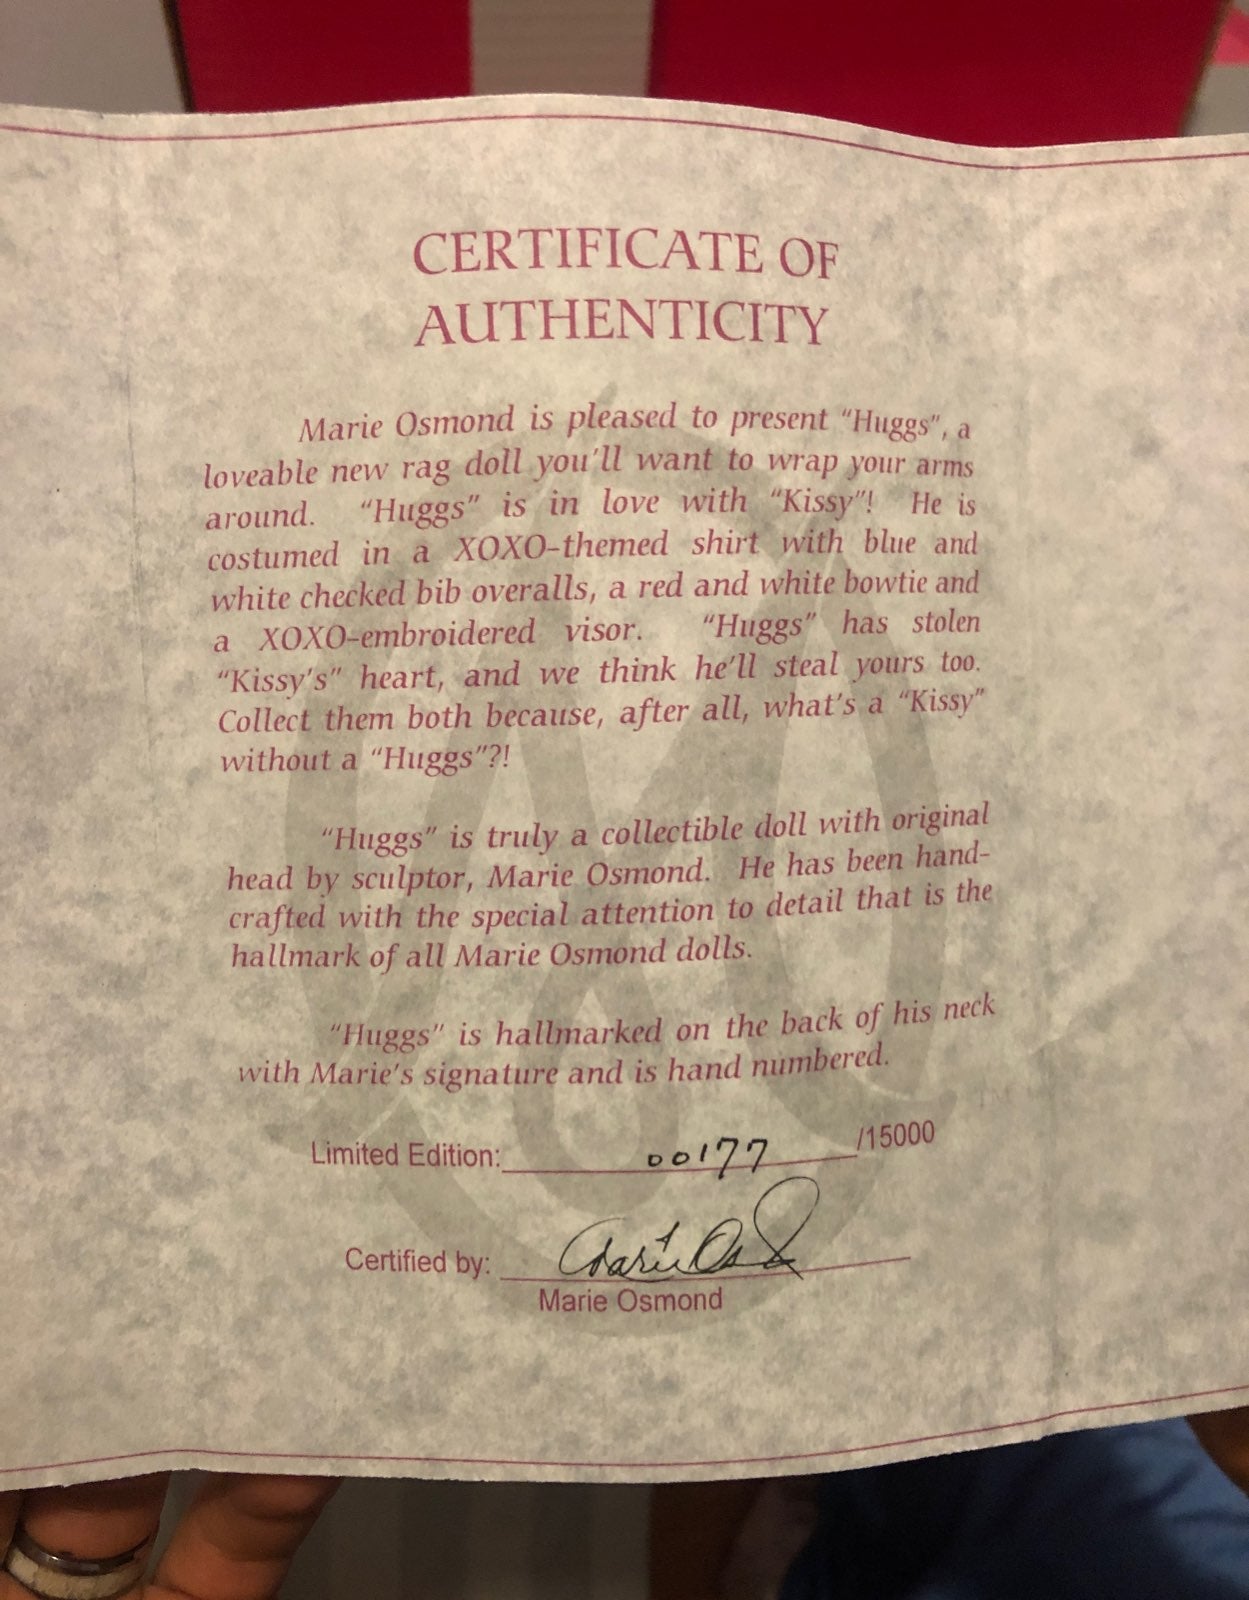 CERTIFICATE OF
AUTHENTICITY
Marie Osmond is pleased to present “Huggs”, a
loveable new rag doll you’ll want to wrap your arms
around. “Huggs” is in love with “Kissy”! He is
costumed in a XOXO-themed shirt with blue and
white checked bib overalls, a red and white bowtie and
a XOXO-embroidered visor. “Huggs” has stolen
“Kissy’s” heart, and we think he’ll steal yours too.
Collect them both because, after all, what’s a “Kissy”
without a “Huggs”?!
“Huggs” is truly a collectible doll with original
head by sculptor, Marie Osmond. He has been hand-
crafted with the special attention to detail that is the
hallmark of all Marie Osmond dolls.
“Huggs” is hallmarked on the back of his neck
with Marie’s signature and is hand numbered.
TM
Limited Edition: 00177 /15000
Certified by: Marie Osmond
Marie Osmond